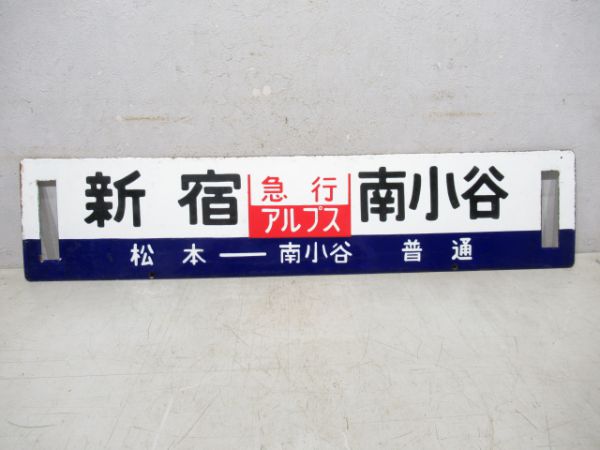 新宿 急行 南小谷
アルプス
松本 — 南小谷 普通